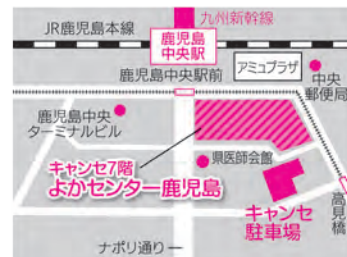 JR鹿児島本線
九州新幹線
鹿児島
中央駅
鹿児島中央駅前
アミュプラザ
中央
郵便局
鹿児島中央
ターミナルビル
キャンセ7階
よかセンター鹿児島
県医師会館
キャンセ
駐車場
高見橋
ナポリ通り